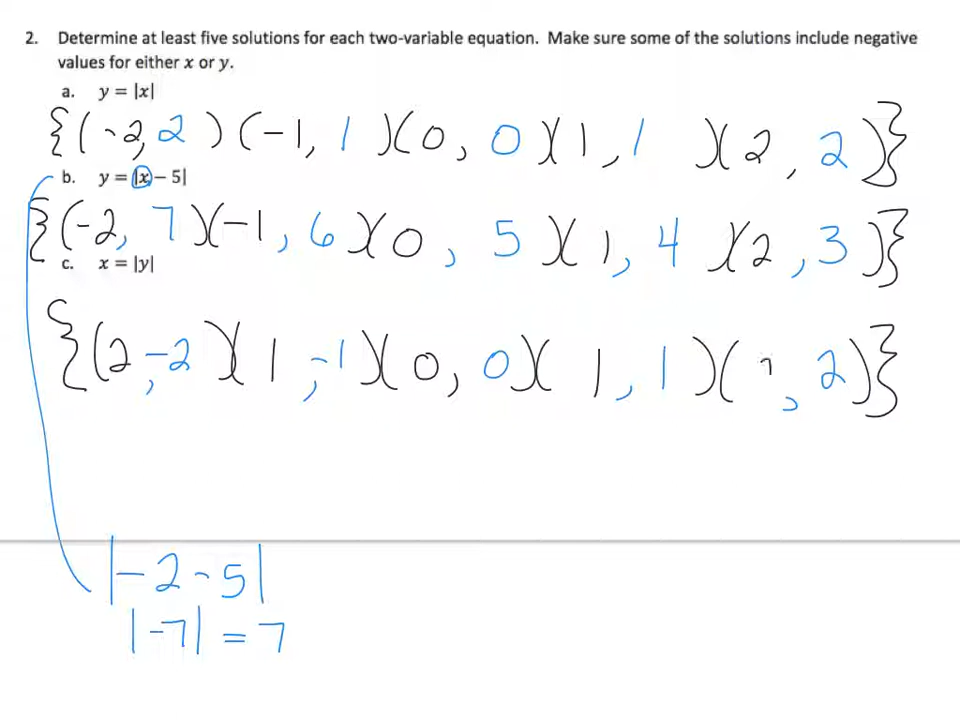 2. Determine at least five solutions for each two-variable equation. Make sure some of the solutions include negative
values for either x or y.
a. y = |x|
{(-2,2)(-1,1)(0,0)(1,1)(2,2)}
b. y = |x − 5|
{(-2,7)(-1,6)(0,5)(1,4)(2,3)}
c. x = |y|
{(2,-2)(1,-1)(0,0)(1,1)( ,2)}
|-2-5|
|-7| = 7